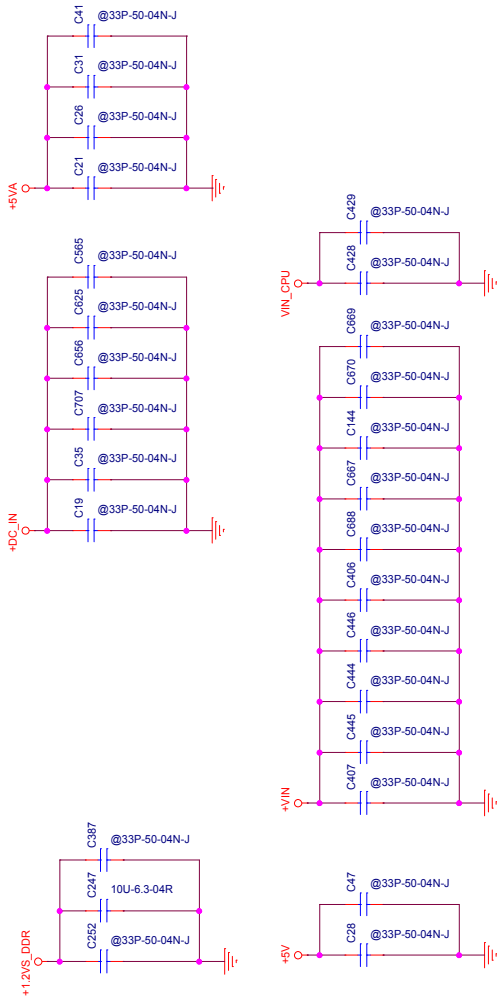 C41
@33P-50-04N-J
C31
@33P-50-04N-J
C26
@33P-50-04N-J
C21
@33P-50-04N-J
+5VA
C565
@33P-50-04N-J
C625
@33P-50-04N-J
C656
@33P-50-04N-J
C707
@33P-50-04N-J
C35
@33P-50-04N-J
C19
@33P-50-04N-J
+DC_IN
C387
@33P-50-04N-J
C247
10U-6.3-04R
C252
@33P-50-04N-J
+1.2VS_DDR
C429
@33P-50-04N-J
C428
@33P-50-04N-J
VIN_CPU
C669
@33P-50-04N-J
C670
@33P-50-04N-J
C144
@33P-50-04N-J
C667
@33P-50-04N-J
C688
@33P-50-04N-J
C406
@33P-50-04N-J
C446
@33P-50-04N-J
C444
@33P-50-04N-J
C445
@33P-50-04N-J
C407
@33P-50-04N-J
+VIN
C47
@33P-50-04N-J
C28
@33P-50-04N-J
+5V